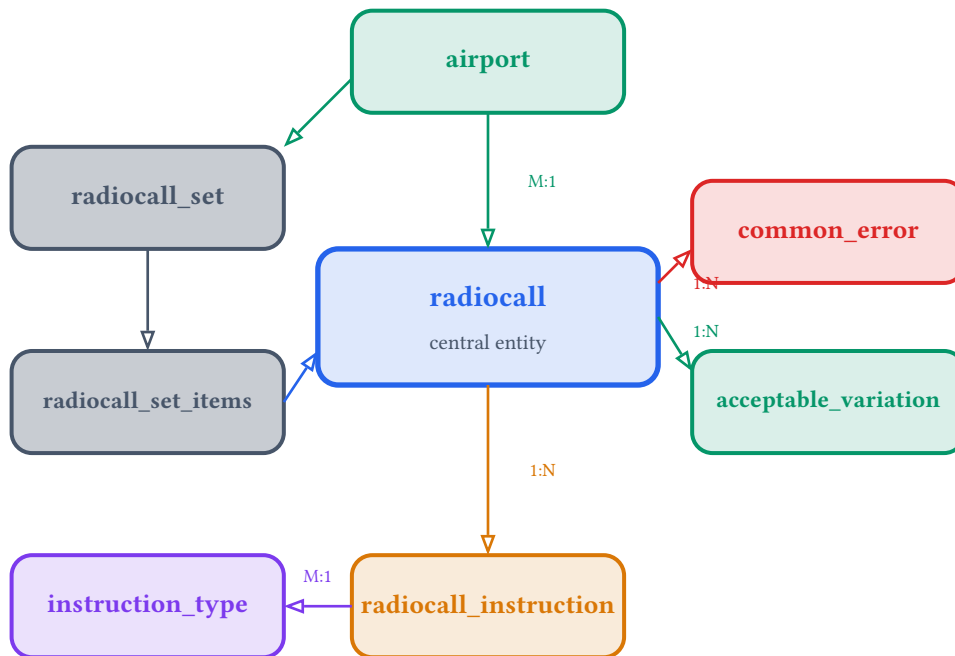 airport
radiocall_set
M:1
common_error
1:N
radiocall
central entity
1:N
radiocall_set_items
acceptable_variation
1:N
instruction_type
M:1
radiocall_instruction